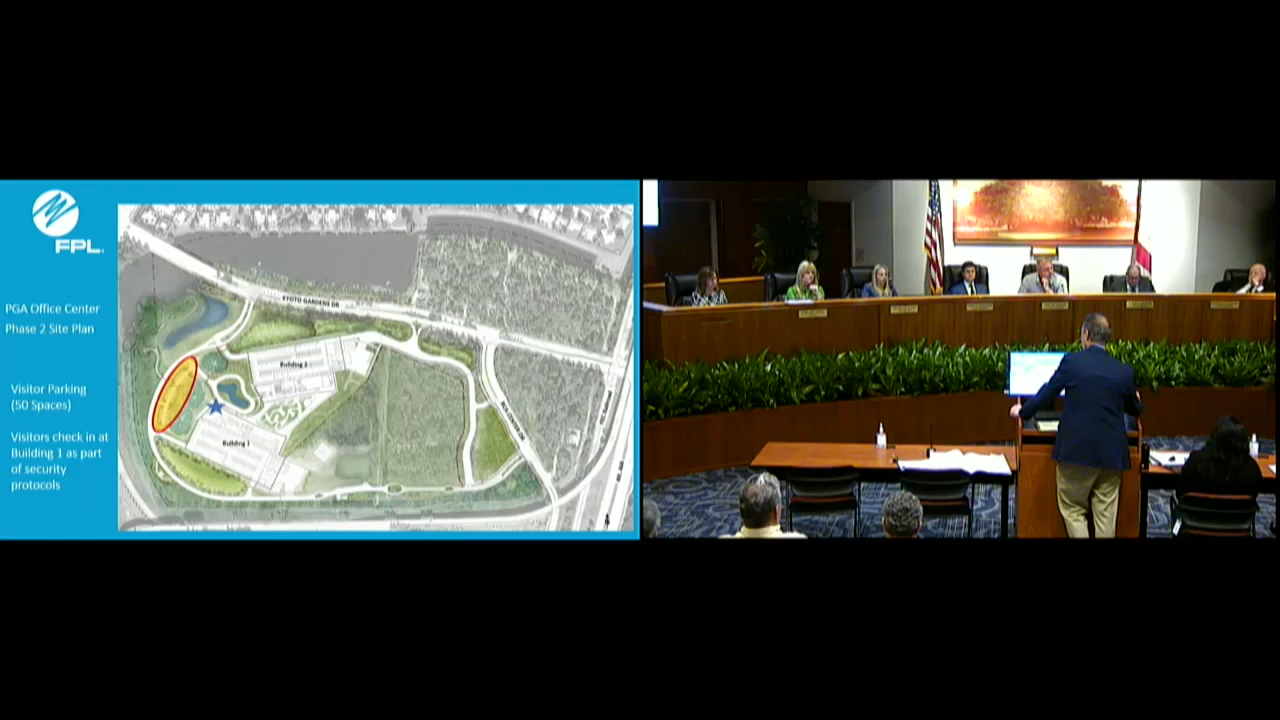 FPL.
PGA Office Center
Phase 2 Site Plan
Visitor Parking
(50 Spaces)
Visitors check in at
Building 1 as part
of security
protocols
KYOTO GARDENS DR
Building 2
Building 1